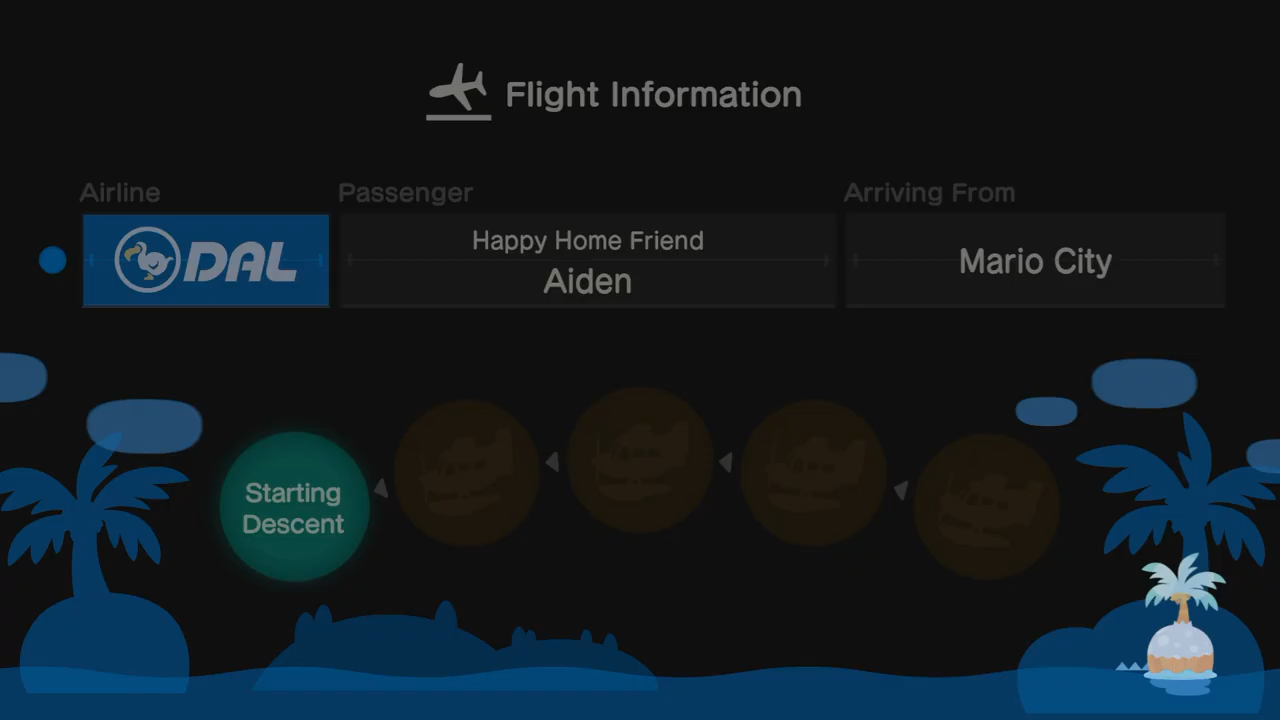 Flight Information
Airline
Passenger
Arriving From
DAL
Happy Home Friend
Aiden
Mario City
Starting
Descent